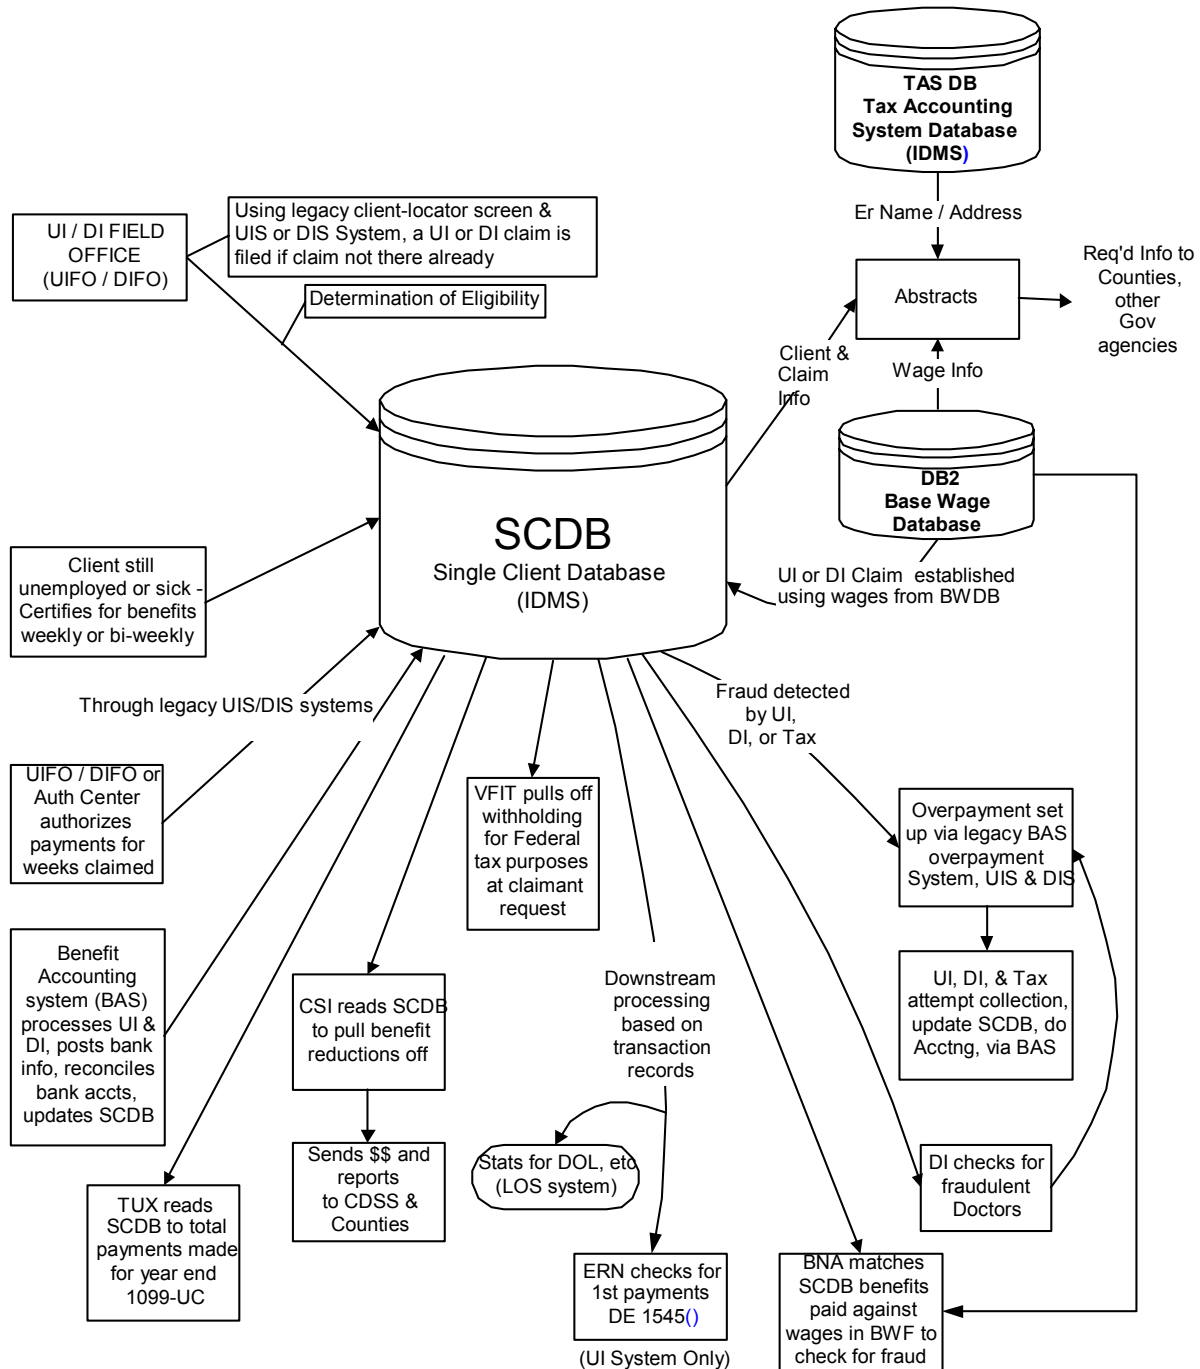 TAS DB
Tax Accounting
System Database
(IDMS)
Er Name / Address
UI / DI FIELD
OFFICE
(UIFO / DIFO)
Using legacy client-locator screen &
UIS or DIS System, a UI or DI claim is
filed if claim not there already
Determination of Eligibility
Abstracts
Req'd Info to
Counties,
other
Gov
agencies
Client &
Claim
Info
Wage Info
DB2
Base Wage
Database
SCDB
Single Client Database
(IDMS)
UI or DI Claim established
using wages from BWDB
Client still
unemployed or sick -
Certifies for benefits
weekly or bi-weekly
Through legacy UIS/DIS systems
Fraud detected
by UI,
DI, or Tax
UIFO / DIFO or
Auth Center
authorizes
payments for
weeks claimed
VFIT pulls off
withholding
for Federal
tax purposes
at claimant
request
Overpayment set
up via legacy BAS
overpayment
System, UIS & DIS
Benefit
Accounting
system (BAS)
processes UI &
DI, posts bank
info, reconciles
bank accts,
updates SCDB
CSI reads SCDB
to pull benefit
reductions off
Downstream
processing
based on
transaction
records
UI, DI, & Tax
attempt collection,
update SCDB, do
Acctng, via BAS
Sends $$ and
reports
to CDSS &
Counties
Stats for DOL, etc
(LOS system)
DI checks for
fraudulent
Doctors
TUX reads
SCDB to total
payments made
for year end
1099-UC
ERN checks for
1st payments
DE 1545()
(UI System Only)
BNA matches
SCDB benefits
paid against
wages in BWF to
check for fraud